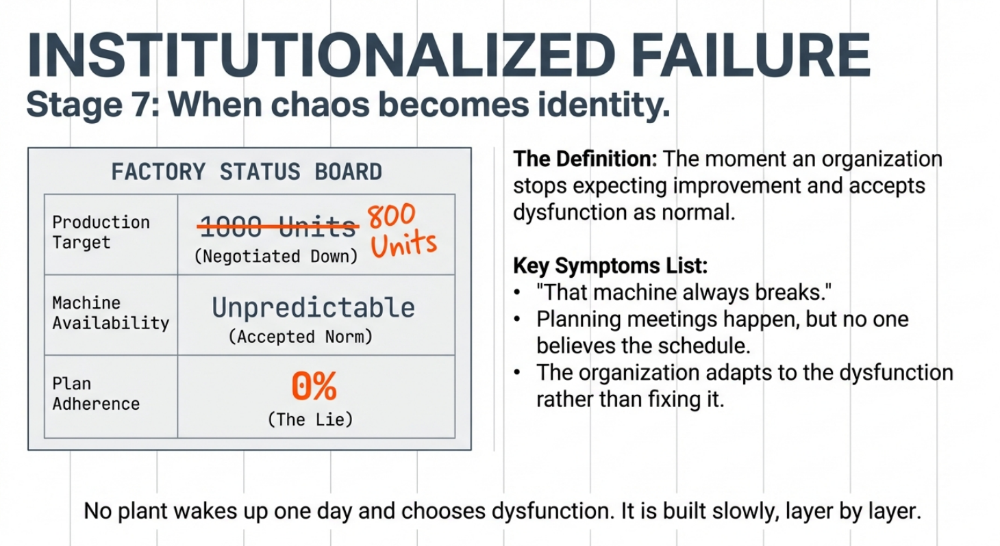 INSTITUTIONALIZED FAILURE
Stage 7: When chaos becomes identity.
FACTORY STATUS BOARD
Production
Target
1000 Units
(Negotiated Down)
800
Units
Machine
Availability
Unpredictable
(Accepted Norm)
Plan
Adherence
0%
(The Lie)
The Definition: The moment an organization
stops expecting improvement and accepts
dysfunction as normal.
Key Symptoms List:
• "That machine always breaks."
• Planning meetings happen, but no one
believes the schedule.
• The organization adapts to the dysfunction
rather than fixing it.
No plant wakes up one day and chooses dysfunction. It is built slowly, layer by layer.